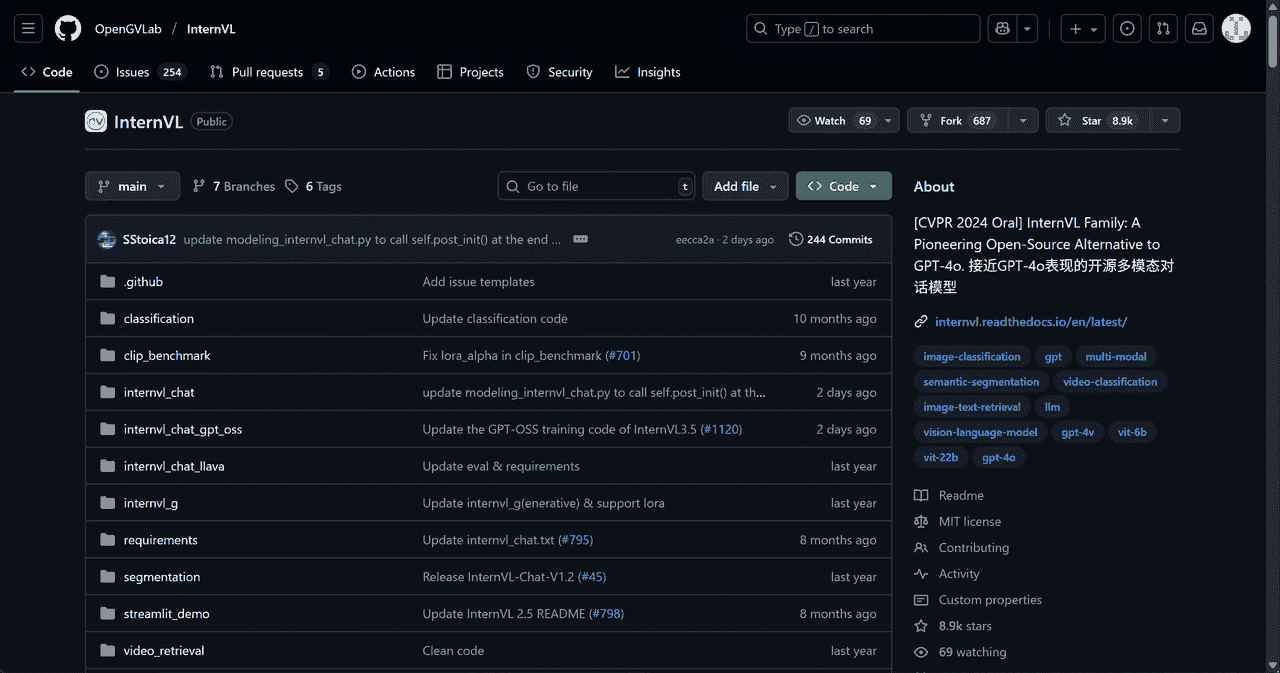 OpenGVLab / InternVL
Type / to search
Code
Issues 254
Pull requests 5
Actions
Projects
Security
Insights
InternVL Public
Watch 69
Fork 687
Star 8.9k
main
7 Branches
6 Tags
Go to file t
Add file
Code
SStoica12 update modeling_internvl_chat.py to call self.post_init() at the end ... eecca2a · 2 days ago 244 Commits
.github Add issue templates last year
classification Update classification code 10 months ago
clip_benchmark Fix lora_alpha in clip_benchmark (#701) 9 months ago
internvl_chat update modeling_internvl_chat.py to call self.post_init() at th... 2 days ago
internvl_chat_gpt_oss Update the GPT-OSS training code of InternVL3.5 (#1120) 2 days ago
internvl_chat_llava Update eval & requirements last year
internvl_g Update internvl_g(enerative) & support lora last year
requirements Update internvl_chat.txt (#795) 8 months ago
segmentation Release InternVL-Chat-V1.2 (#45) last year
streamlit_demo Update InternVL 2.5 README (#798) 8 months ago
video_retrieval Clean code last year
About
[CVPR 2024 Oral] InternVL Family: A
Pioneering Open-Source Alternative to
GPT-4o. 接近GPT-4o表现的开源多模态对
话模型
internvl.readthedocs.io/en/latest/
image-classification gpt multi-modal
semantic-segmentation video-classification
image-text-retrieval llm
vision-language-model gpt-4v vit-6b
vit-22b gpt-4o
Readme
MIT license
Contributing
Activity
Custom properties
8.9k stars
69 watching